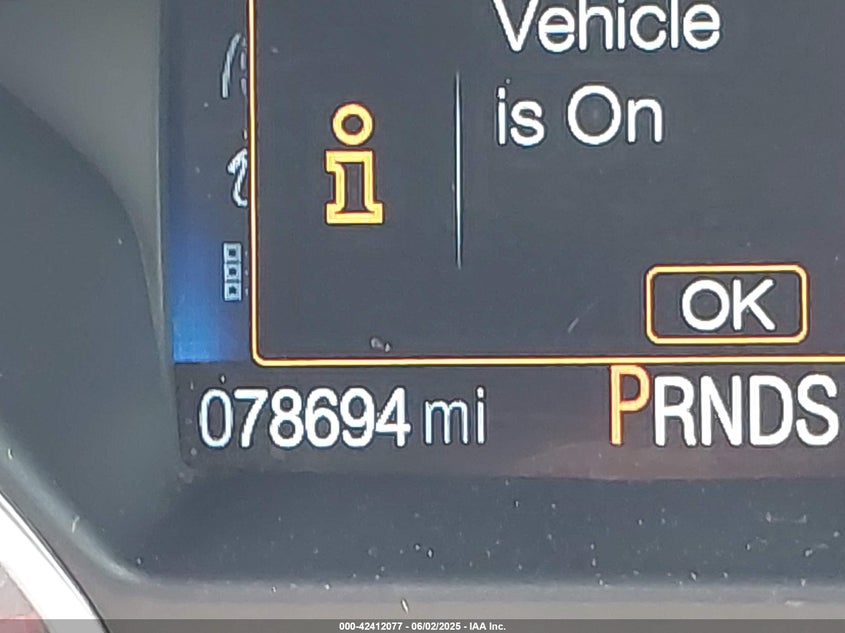 Vehicle
is On
OK
078694 mi PRNDS
000-42412077 - 06/02/2025 - IAA Inc.